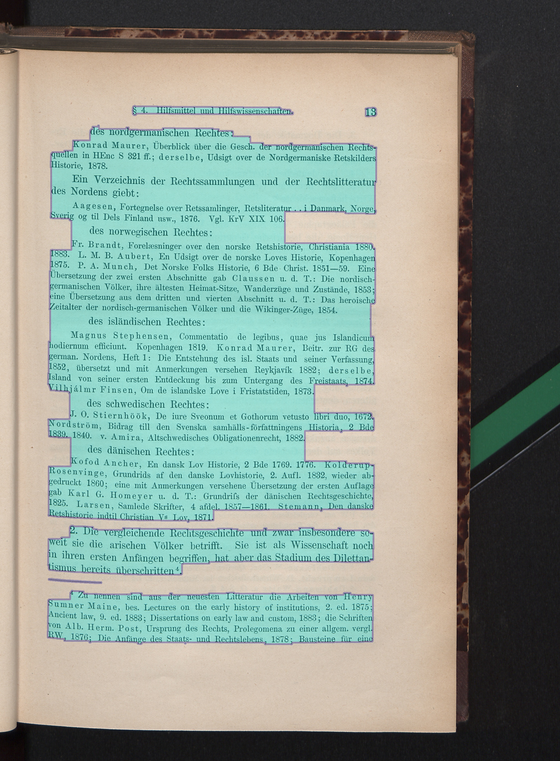 § 4. Hilfsmittel und Hilfswissenschaften. 13
des nordgermanischen Rechtes:
Konrad Maurer, Überblick über die Gesch. der nordgermanischen Rechts-
quellen in HEnc S 321 ff.; derselbe, Udsigt over de Nordgermaniske Retskilders
Historie, 1878.
Ein Verzeichnis der Rechtssammlungen und der Rechtslitteratur
des Nordens giebt:
Aagesen, Fortegnelse over Retssamlinger, Retsliteratur . . i Danmark, Norge,
Sverig og til Dels Finland usw., 1876. Vgl. KrV XIX 106.
des norwegischen Rechtes:
Fr. Brandt, Forelæsninger over den norske Retshistorie, Christiania 1880.
1883. L. M. B. Aubert, En Udsigt over de norske Loves Historie, Kopenhagen
1875. P. A. Munch, Det Norske Folks Historie, 6 Bde Christ. 1851—59. Eine
Übersetzung der zwei ersten Abschnitte gab Claussen u. d. T.: Die nordisch-
germanischen Völker, ihre ältesten Heimat-Sitze, Wanderzüge und Zustände, 1853;
eine Übersetzung aus dem dritten und vierten Abschnitt u. d. T.: Das heroische
Zeitalter der nordisch-germanischen Völker und die Wikinger-Züge, 1854.
des isländischen Rechtes:
Magnus Stephensen, Commentatio de legibus, quae jus Islandicum
hodiernum efficiunt. Kopenhagen 1819. Konrad Maurer, Beitr. zur RG des
german. Nordens, Heft 1: Die Entstehung des isl. Staats und seiner Verfassung,
1852, übersetzt und mit Anmerkungen versehen Reykjavik 1882; derselbe,
Island von seiner ersten Entdeckung bis zum Untergang des Freistaats, 1874.
Vilhjálmr Finsen, Om de islandske Love i Fristatstiden, 1873.
des schwedischen Rechtes:
J. O. Stiernhöök, De iure Sveonum et Gothorum vetusto libri duo, 1672.
Nordström, Bidrag till den Svenska samhälls-författningens Historia, 2 Bde
1839. 1840. v. Amira, Altschwedisches Obligationenrecht, 1882.
des dänischen Rechtes:
Kofod Ancher, En dansk Lov Historie, 2 Bde 1769. 1776. Kolderup-
Rosenvinge, Grundrids af den danske Lovhistorie, 2. Aufl. 1832, wieder ab-
gedruckt 1860; eine mit Anmerkungen versehene Übersetzung der ersten Auflage
gab Karl G. Homeyer u. d. T.: Grundriſs der dänischen Rechtsgeschichte,
1825. Larsen, Samlede Skrifter, 4 afdel. 1857—1861. Stemann, Den danske
Retshistorie indtil Christian Vs Lov, 1871.
2. Die vergleichende Rechtsgeschichte und zwar insbesondere so-
weit sie die arischen Völker betrifft. Sie ist als Wissenschaft noch
in ihren ersten Anfängen begriffen, hat aber das Stadium des Dilettan-
tismus bereits überschritten⁴.
⁴ Zu nennen sind aus der neuesten Litteratur die Arbeiten von Henry
Sumner Maine, bes. Lectures on the early history of institutions, 2. ed. 1875;
Ancient law, 9. ed. 1883; Dissertations on early law and custom, 1883; die Schriften
von Alb. Herm. Post, Ursprung des Rechts, Prolegomena zu einer allgem. vergl.
RW, 1876; Die Anfänge des Staats- und Rechtslebens, 1878; Bausteine für eine